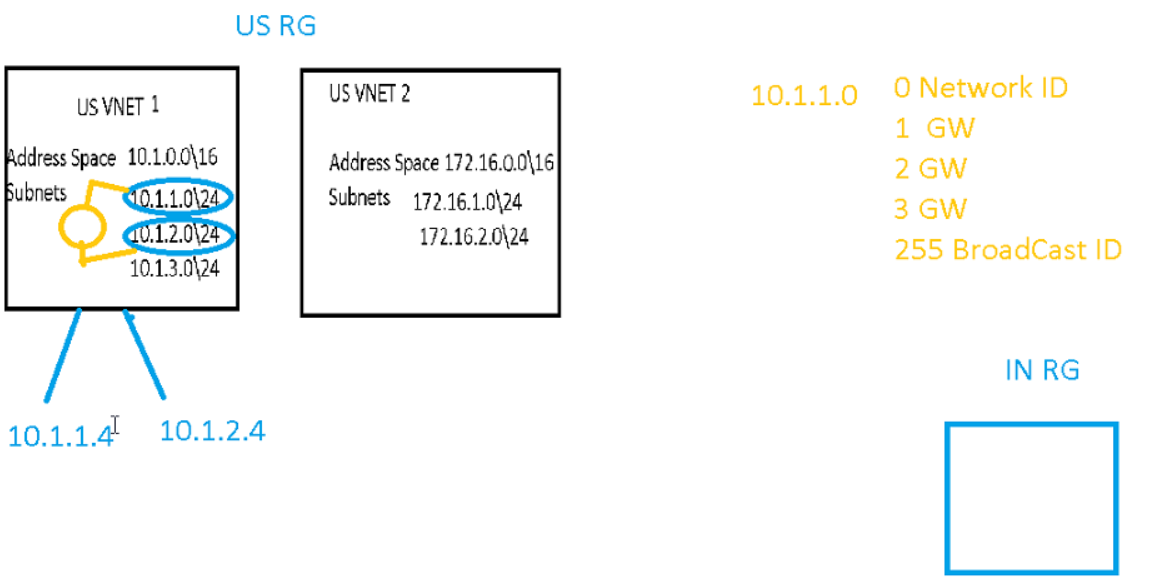 US RG
US VNET 1
Address Space 10.1.0.0\16
Subnets
10.1.1.0\24
10.1.2.0\24
10.1.3.0\24
10.1.1.4
10.1.2.4
US VNET 2
Address Space 172.16.0.0\16
Subnets 172.16.1.0\24
172.16.2.0\24
10.1.1.0
0 Network ID
1 GW
2 GW
3 GW
255 BroadCast ID
IN RG